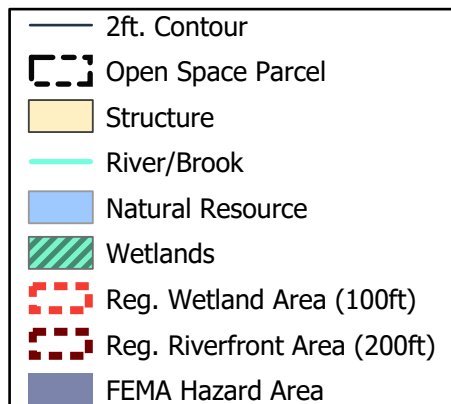 2ft. Contour
Open Space Parcel
Structure
River/Brook
Natural Resource
Wetlands
Reg. Wetland Area (100ft)
Reg. Riverfront Area (200ft)
FEMA Hazard Area